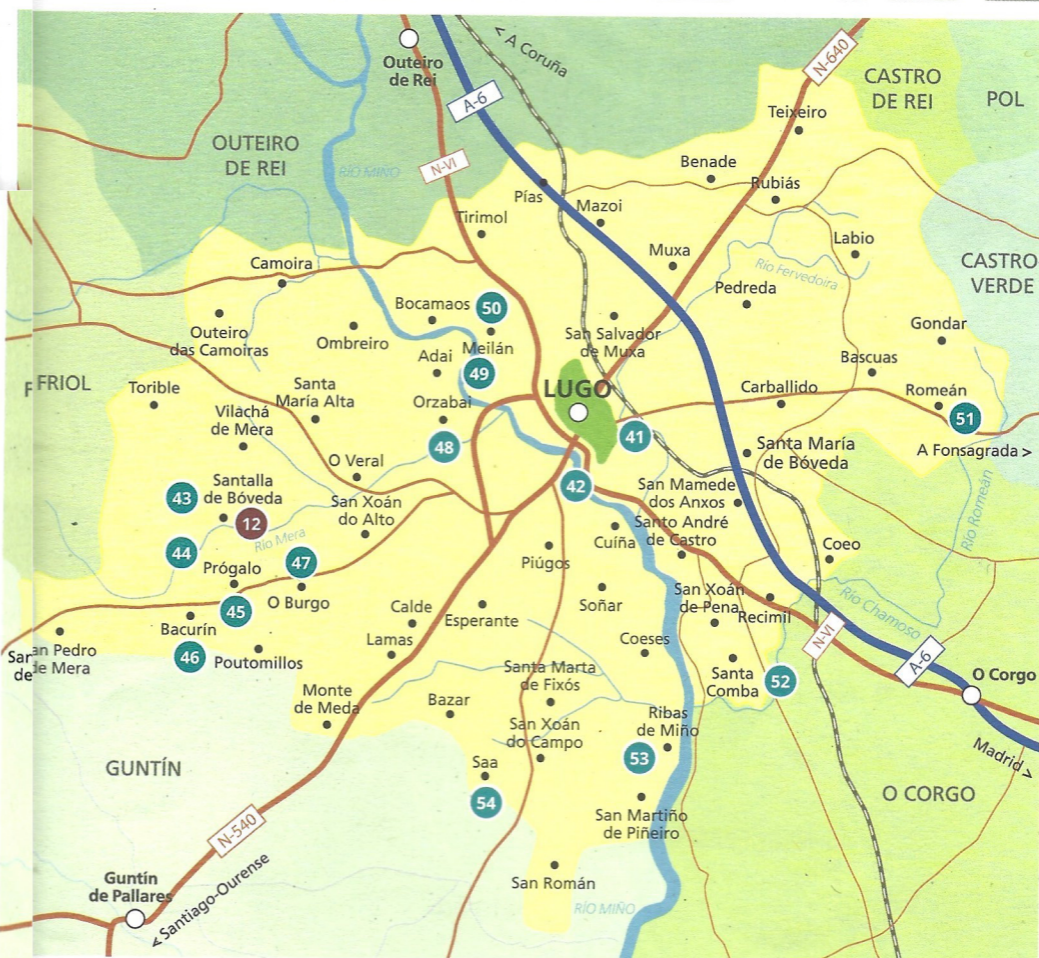 < A Coruña
N-640
Outeiro
de Rei
CASTRO
DE REI
POL
A-6
Teixeiro
OUTEIRO
DE REI
RÍO MIÑO
N-VI
Benade
Rubiás
Pías
Mazoi
Tirimol
Labio
Muxa
Camoira
Río Fervedoira
CASTRO
VERDE
Pedreda
Bocamaos
50
Gondar
Outeiro
das Camoiras
Ombreiro
Adai
Meilán
San Salvador
de Muxa
Bascuas
49
F
FRIOL
Torible
Santa
María Alta
LUGO
Carballido
Romeán
Orzabai
51
Vilachá
de Mera
41
48
Santa María
de Bóveda
A Fonsagrada >
O Veral
43
Santalla
de Bóveda
42
San Mamede
dos Anxos
12
San Xoán
do Alto
Santo André
de Castro
Río Romeán
Río Mera
Cuíña
44
Coeo
47
Prógalo
Piúgos
45
O Burgo
Calde
Esperante
Soñar
San Xoán
de Pena
Recimil
Río Chamoso
Bacurín
N-VI
San Pedro
de Mera
Sar
de
46
Poutomillos
Lamas
Coeses
A-6
Santa Marta
de Fixós
Santa
Comba
52
O Corgo
Monte
de Meda
Bazar
San Xoán
do Campo
Ribas
de Miño
Madrid >
GUNTÍN
Saa
53
54
O CORGO
San Martiño
de Piñeiro
N-540
Guntín
de Pallares
San Román
< Santiago-Ourense
RÍO MIÑO